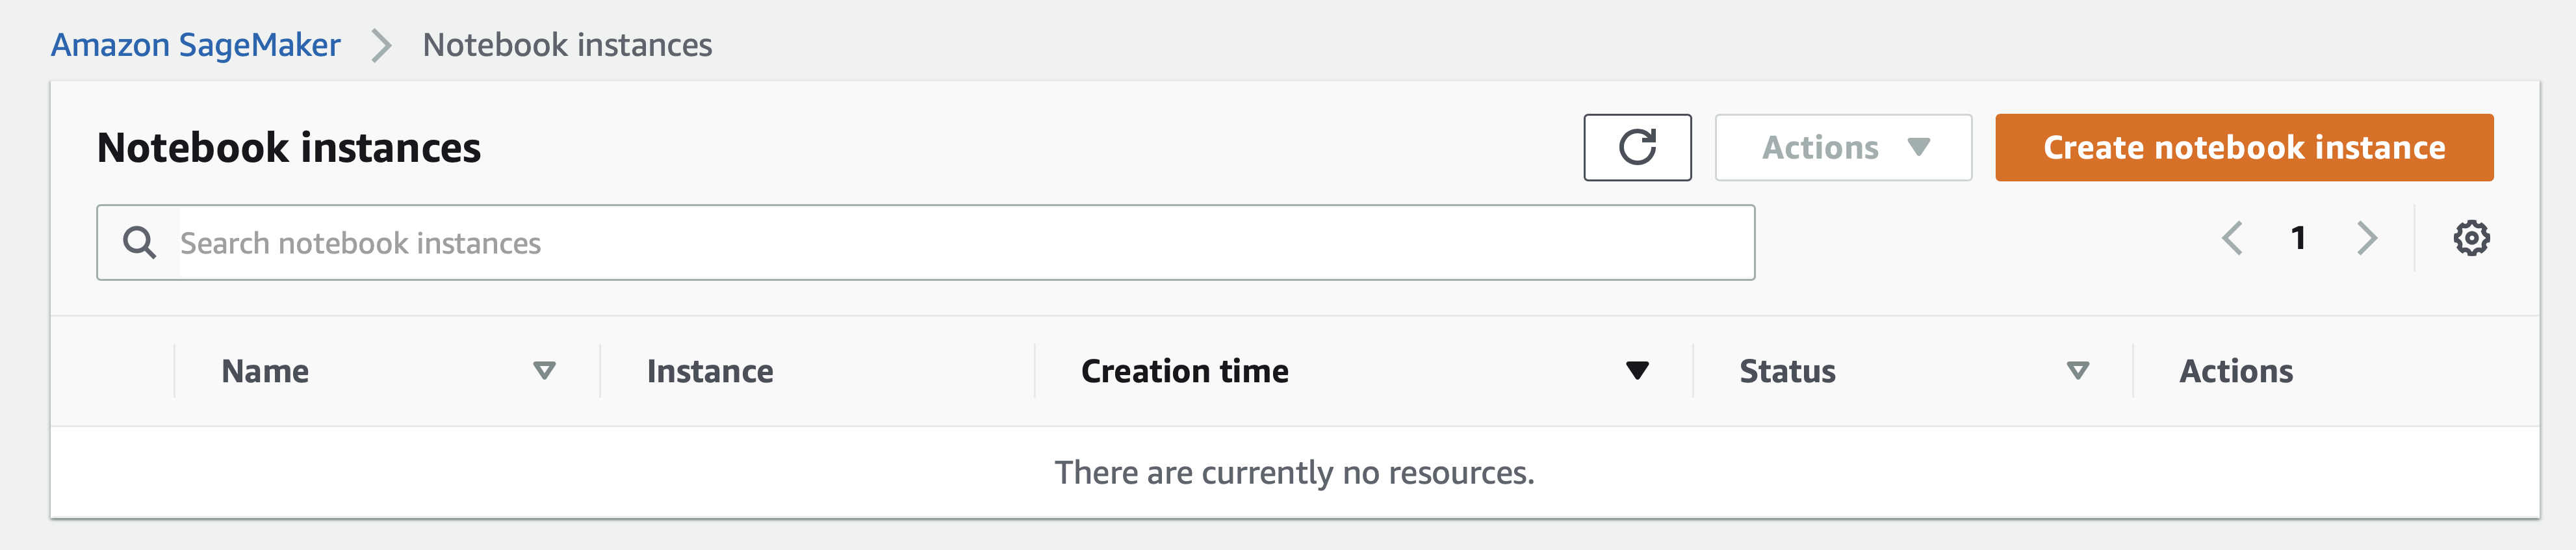 Amazon SageMaker Notebook instances
Notebook instances
Actions
Create notebook instance
Search notebook instances
1
Name Instance Creation time Status Actions
There are currently no resources.